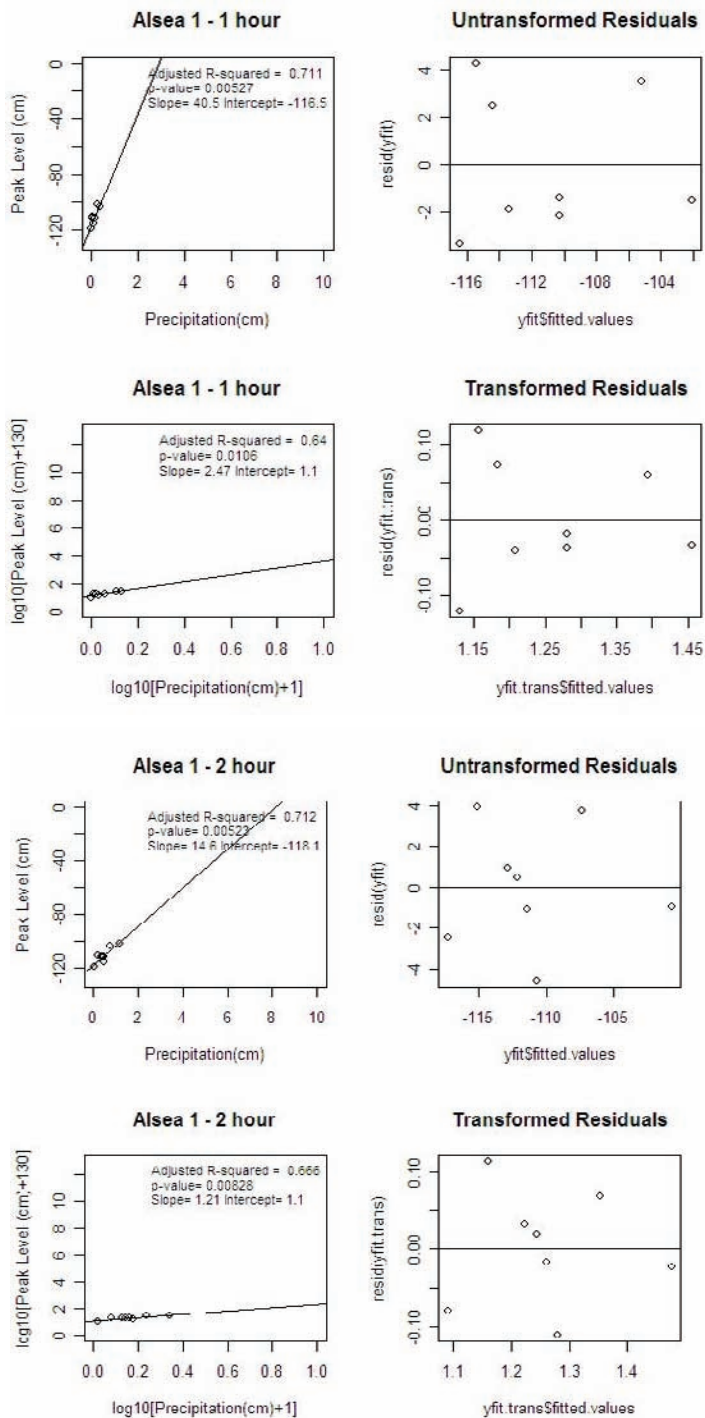 Alsea 1 - 1 hour
Peak Level (cm)
0
-40
-80
-120
Adjusted R-squared = 0.711
p-value= 0.00527
Slope= 40.5 Intercept= -116.5
0 2 4 6 8 10
Precipitation(cm)
Untransformed Residuals
resid(yfit)
4
2
0
-2
-116 -112 -108 -104
yfit$fitted.values
Alsea 1 - 1 hour
log10[Peak Level (cm)+130]
10
8
6
4
2
0
Adjusted R-squared = 0.64
p-value= 0.0106
Slope= 2.47 Intercept= 1.1
0.0 0.2 0.4 0.6 0.8 1.0
log10[Precipitation(cm)+1]
Transformed Residuals
resid(yfit.trans)
0.10
0.00
-0.10
1.15 1.25 1.35 1.45
yfit.trans$fitted.values
Alsea 1 - 2 hour
Peak Level (cm)
0
-40
-80
-120
Adjusted R-squared = 0.712
p-value= 0.00523
Slope= 14.6 Intercept= -118.1
0 2 4 6 8 10
Precipitation(cm)
Untransformed Residuals
resid(yfit)
4
2
0
-2
-4
-115 -110 -105
yfit$fitted.values
Alsea 1 - 2 hour
log10[Peak Level (cm)+130]
10
8
6
4
2
0
Adjusted R-squared = 0.666
p-value= 0.00828
Slope= 1.21 Intercept= 1.1
0.0 0.2 0.4 0.6 0.8 1.0
log10[Precipitation(cm)+1]
Transformed Residuals
resid(yfit.trans)
0.10
0.00
-0.10
1.1 1.2 1.3 1.4
yfit.trans$fitted.values